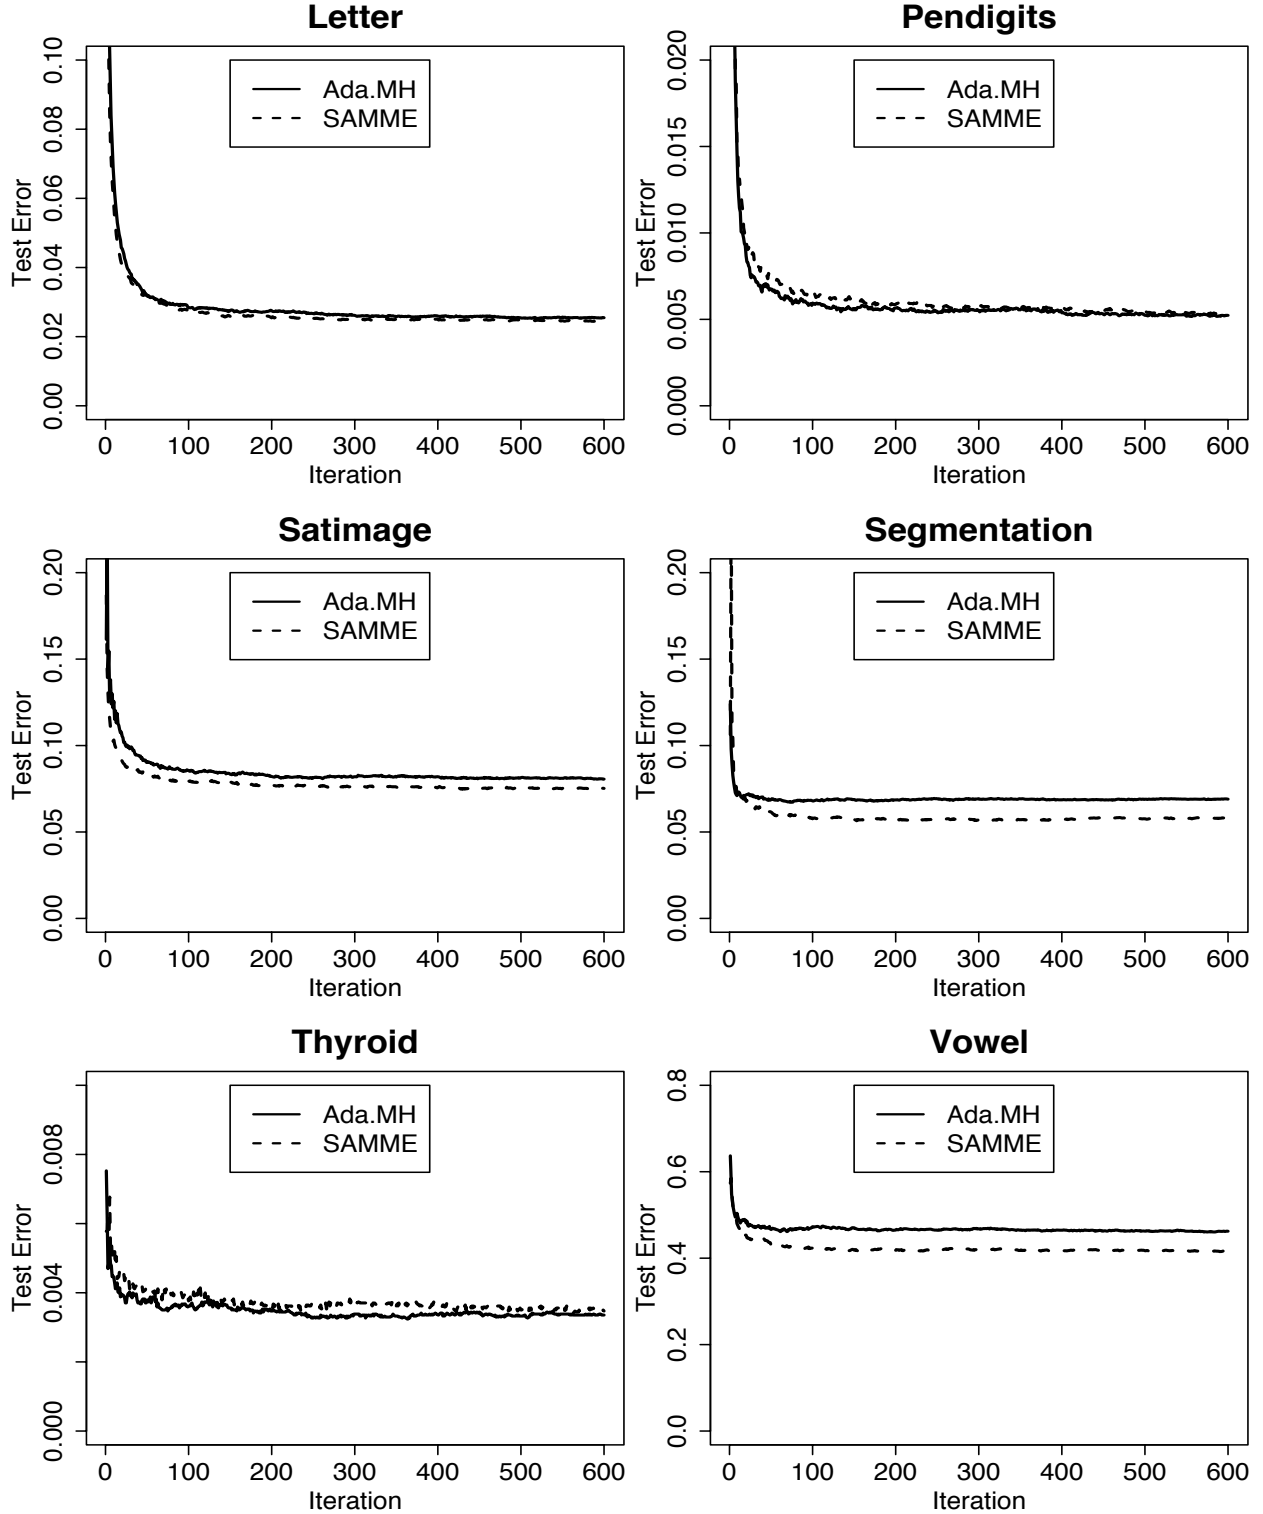 Letter
Test Error
0.00 0.02 0.04 0.06 0.08 0.10
Ada.MH
SAMME
0 100 200 300 400 500 600
Iteration
Pendigits
Test Error
0.000 0.005 0.010 0.015 0.020
Ada.MH
SAMME
0 100 200 300 400 500 600
Iteration
Satimage
Test Error
0.00 0.05 0.10 0.15 0.20
Ada.MH
SAMME
0 100 200 300 400 500 600
Iteration
Segmentation
Test Error
0.00 0.05 0.10 0.15 0.20
Ada.MH
SAMME
0 100 200 300 400 500 600
Iteration
Thyroid
Test Error
0.000 0.004 0.008
Ada.MH
SAMME
0 100 200 300 400 500 600
Iteration
Vowel
Test Error
0.0 0.2 0.4 0.6 0.8
Ada.MH
SAMME
0 100 200 300 400 500 600
Iteration